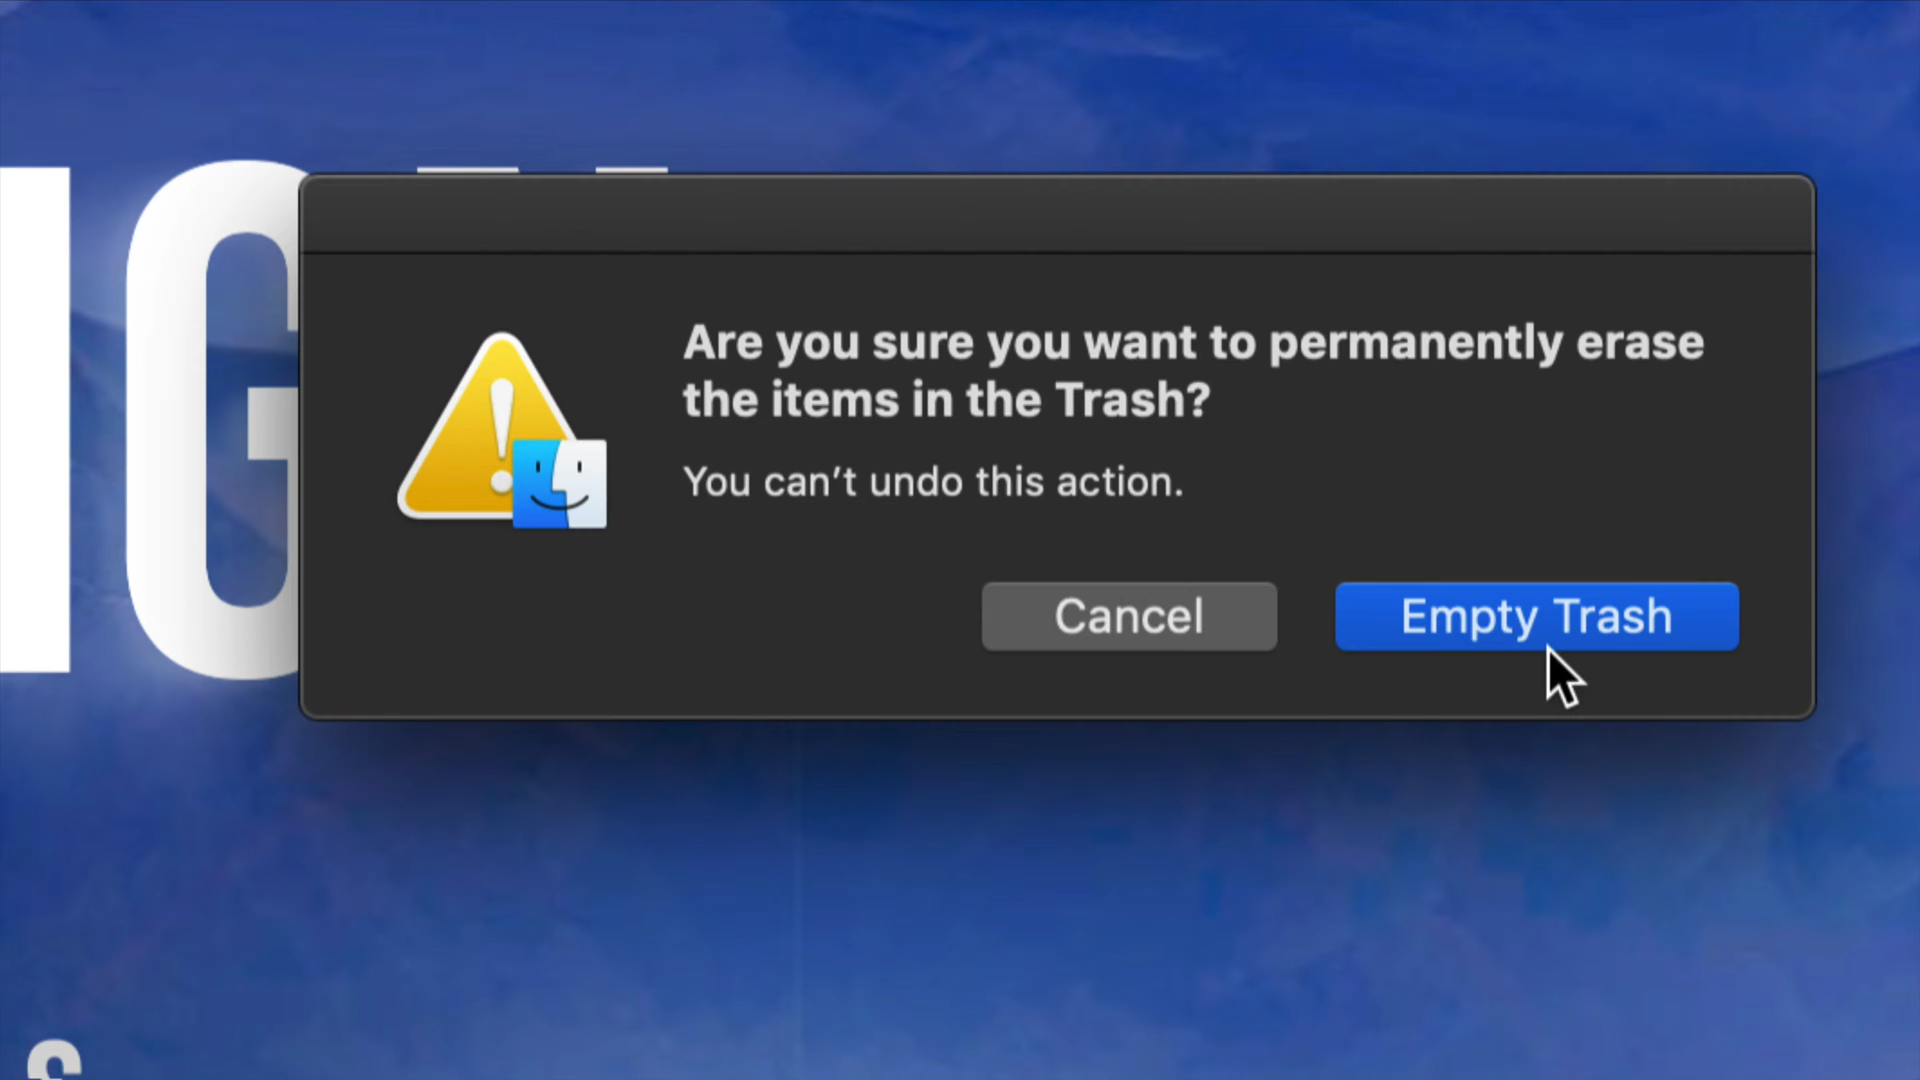 Are you sure you want to permanently erase
the items in the Trash?
You can’t undo this action.
Cancel
Empty Trash